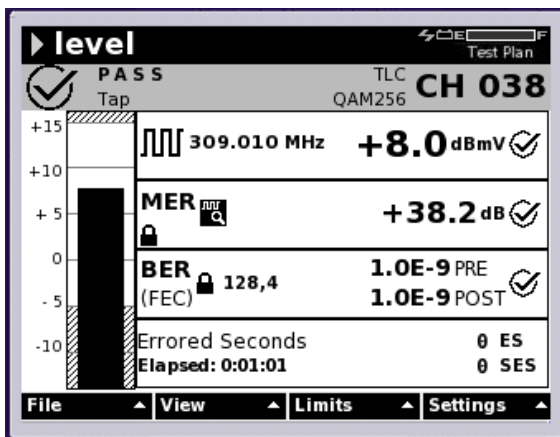 level
E F
Test Plan
PASS
Tap
TLC
QAM256
CH 038
+15
+10
+ 5
0
- 5
-10
309.010 MHz
+8.0 dBmV
MER
+38.2 dB
BER
(FEC)
128,4
1.0E-9 PRE
1.0E-9 POST
Errored Seconds
0 ES
Elapsed: 0:01:01
0 SES
File View Limits Settings